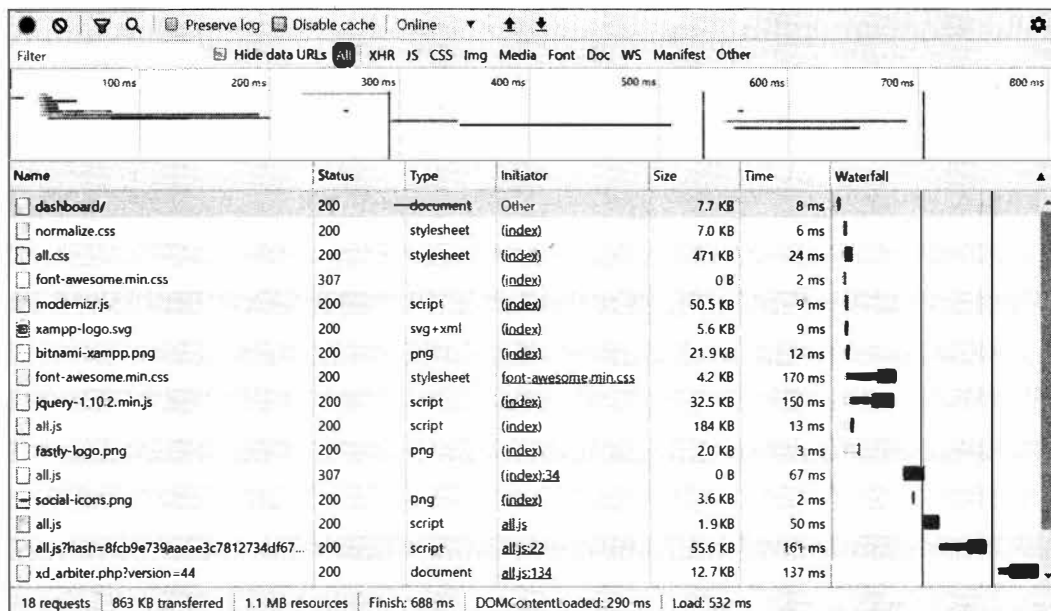 Preserve log Disable cache Online
Filter Hide data URLs All XHR JS CSS Img Media Font Doc WS Manifest Other
100 ms 200 ms 300 ms 400 ms 500 ms 600 ms 700 ms 800 ms
Name Status Type Initiator Size Time Waterfall
dashboard/ 200 document Other 7.7 KB 8 ms
normalize.css 200 stylesheet (index) 7.0 KB 6 ms
all.css 200 stylesheet (index) 471 KB 24 ms
font-awesome.min.css 307 (index) 0 B 2 ms
modernizr.js 200 script (index) 50.5 KB 9 ms
xampp-logo.svg 200 svg+xml (index) 5.6 KB 9 ms
bitnami-xampp.png 200 png (index) 21.9 KB 12 ms
font-awesome.min.css 200 stylesheet font-awesome.min.css 4.2 KB 170 ms
jquery-1.10.2.min.js 200 script (index) 32.5 KB 150 ms
all.js 200 script (index) 184 KB 13 ms
fastly-logo.png 200 png (index) 2.0 KB 3 ms
all.js 307 (index):34 0 B 67 ms
social-icons.png 200 png (index) 3.6 KB 2 ms
all.js 200 script all.js 1.9 KB 50 ms
all.js?hash=8fcb9e739aaeae3c7812734df67... 200 script all.js:22 55.6 KB 161 ms
xd_arbiter.php?version=44 200 document all.js:134 12.7 KB 137 ms
18 requests 863 KB transferred 1.1 MB resources Finish: 688 ms DOMContentLoaded: 290 ms Load: 532 ms